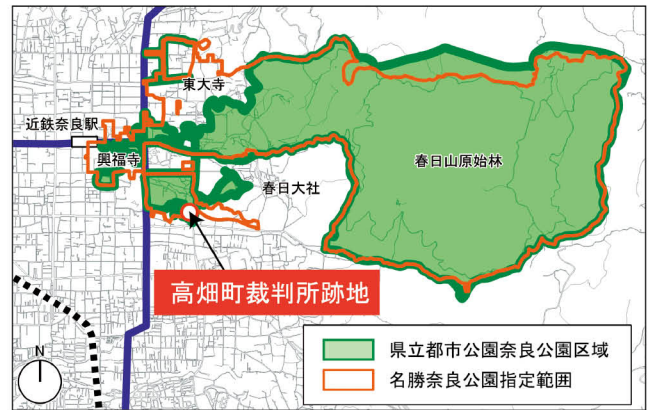 東大寺
近鉄奈良駅
興福寺
春日山原始林
春日大社
高畑町裁判所跡地
N
県立都市公園奈良公園区域
名勝奈良公園指定範囲